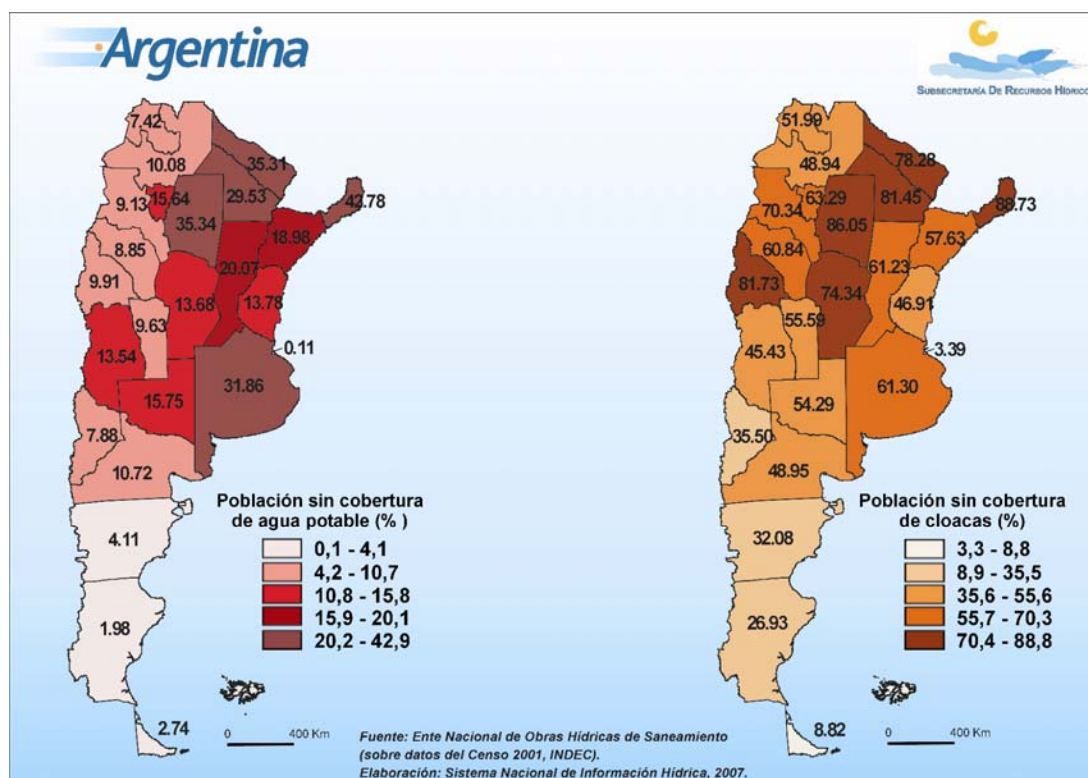 Argentina
SUBSECRETARÍA DE RECURSOS HÍDRICO
7.42
10.08
35.31
9.13
15.64
29.53
42.78
35.34
8.85
18.98
20.07
9.91
13.68
13.78
9.63
13.54
0.11
31.86
15.75
7.88
10.72
4.11
1.98
2.74
Población sin cobertura
de agua potable (% )
0,1 - 4,1
4,2 - 10,7
10,8 - 15,8
15,9 - 20,1
20,2 - 42,9
0 400 Km
51.99
48.94
78.28
63.29
81.45
70.34
88.73
86.05
57.63
60.84
61.23
81.73
74.34
46.91
55.59
45.43
3.39
61.30
54.29
35.50
48.95
32.08
26.93
8.82
Población sin cobertura
de cloacas (%)
3,3 - 8,8
8,9 - 35,5
35,6 - 55,6
55,7 - 70,3
70,4 - 88,8
0 400 Km
Fuente: Ente Nacional de Obras Hídricas de Saneamiento
(sobre datos del Censo 2001, INDEC).
Elaboración: Sistema Nacional de Información Hídrica, 2007.